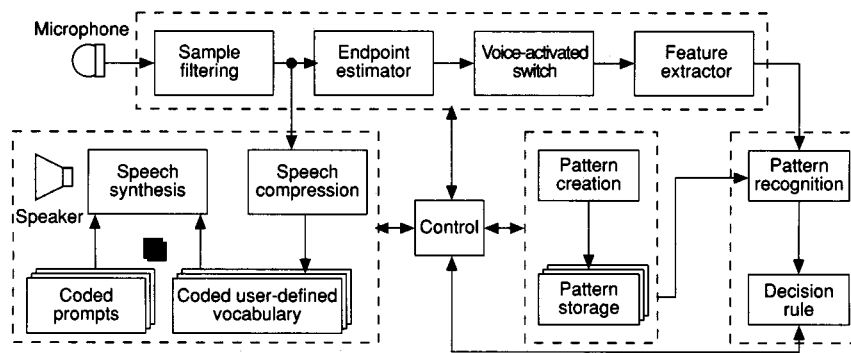 Microphone
Sample
filtering
Endpoint
estimator
Voice-activated
switch
Feature
extractor
Speaker
Speech
synthesis
Speech
compression
Coded
prompts
Coded user-defined
vocabulary
Control
Pattern
creation
Pattern
storage
Pattern
recognition
Decision
rule